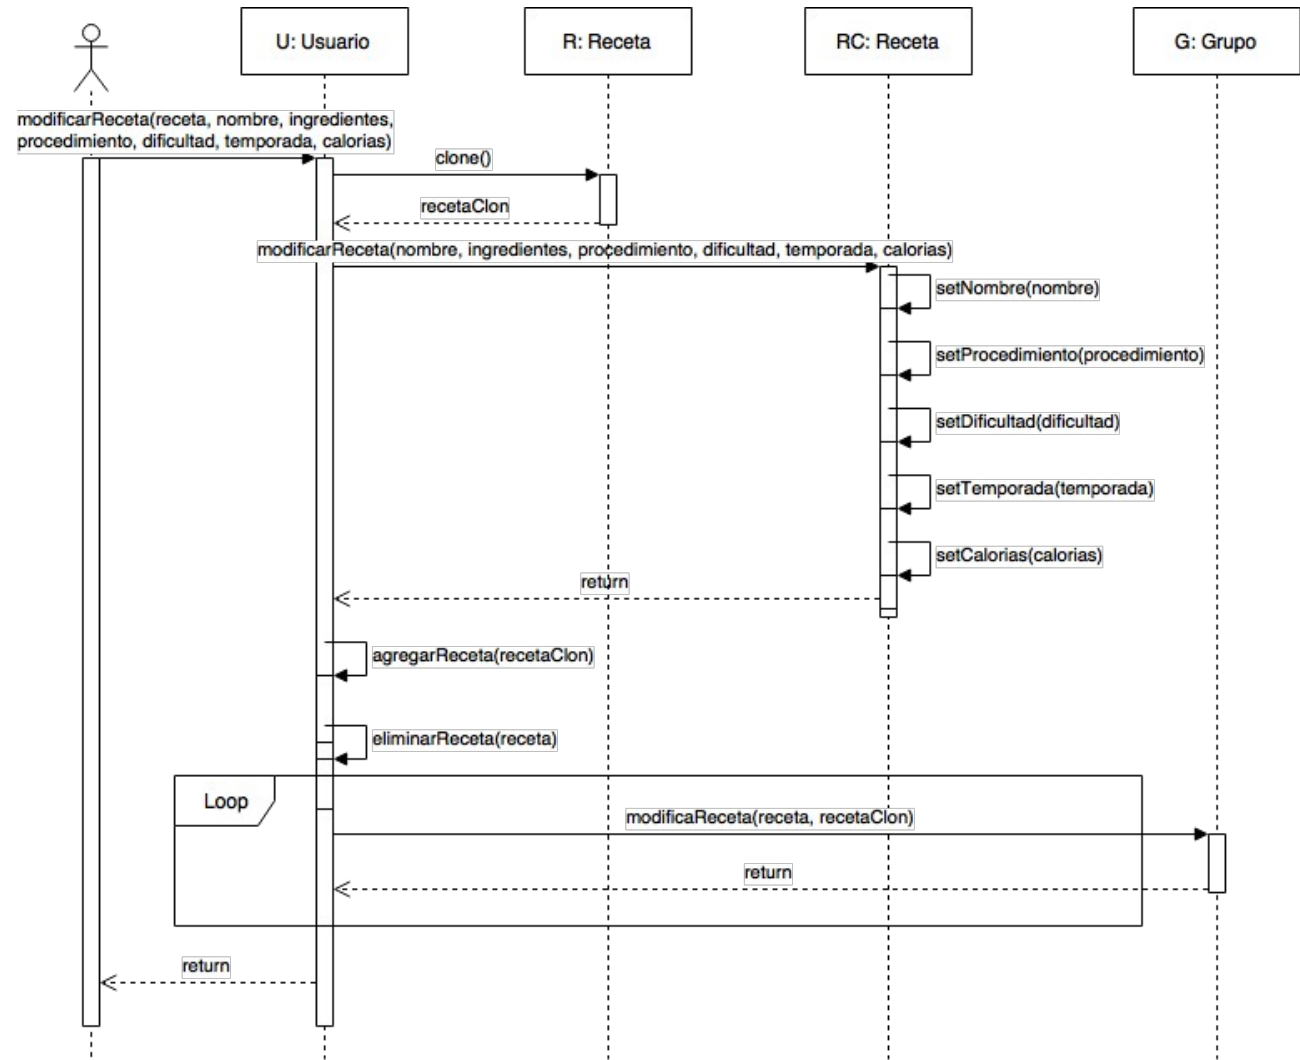 U: Usuario
R: Receta
RC: Receta
G: Grupo
modificarReceta(receta, nombre, ingredientes,
procedimiento, dificultad, temporada, calorias)
clone()
recetaClon
modificarReceta(nombre, ingredientes, procedimiento, dificultad, temporada, calorias)
setNombre(nombre)
setProcedimiento(procedimiento)
setDificultad(dificultad)
setTemporada(temporada)
setCalorias(calorias)
return
agregarReceta(recetaClon)
eliminarReceta(receta)
Loop
modificaReceta(receta, recetaClon)
return
return